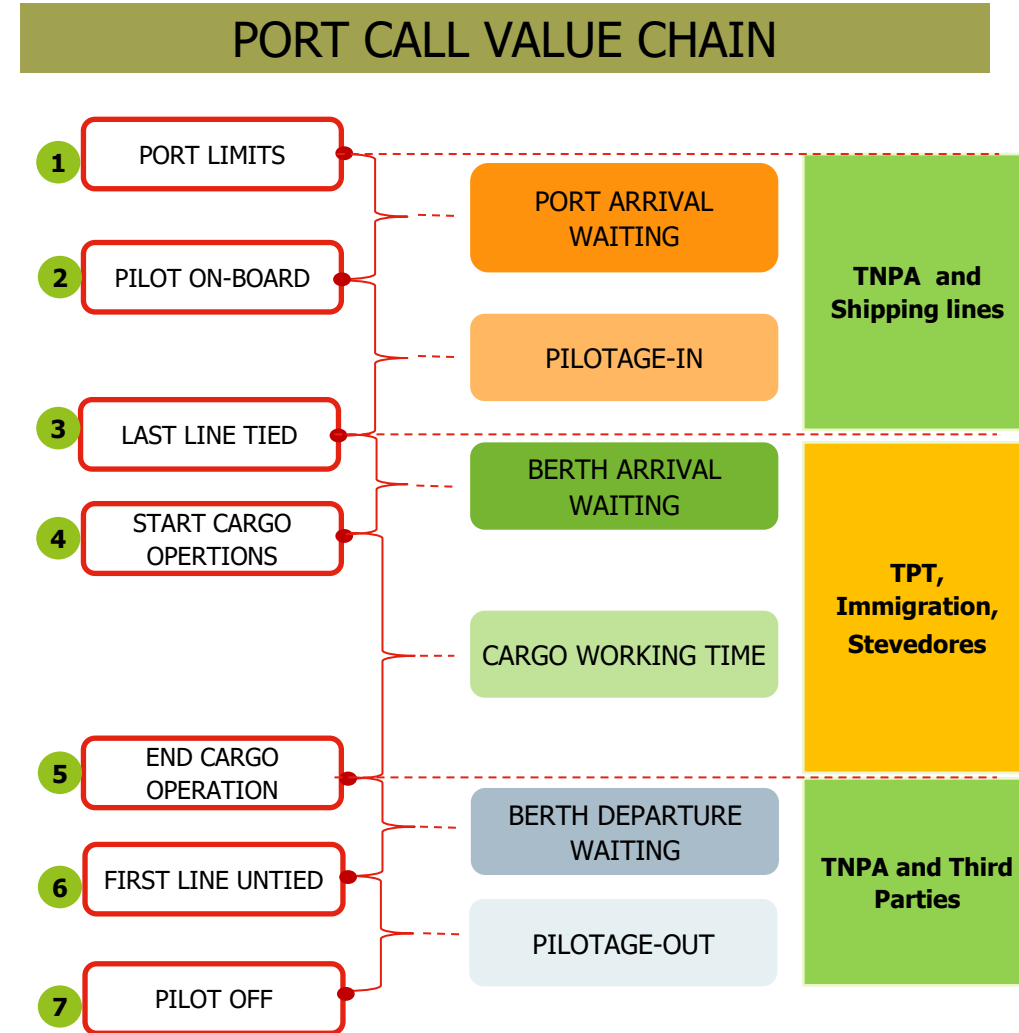 PORT CALL VALUE CHAIN
1
PORT LIMITS
PORT ARRIVAL
WAITING
2
PILOT ON-BOARD
TNPA and
Shipping lines
PILOTAGE-IN
3
LAST LINE TIED
BERTH ARRIVAL
WAITING
4
START CARGO
OPERTIONS
TPT,
Immigration,
Stevedores
CARGO WORKING TIME
5
END CARGO
OPERATION
BERTH DEPARTURE
WAITING
6
FIRST LINE UNTIED
TNPA and Third
Parties
PILOTAGE-OUT
7
PILOT OFF